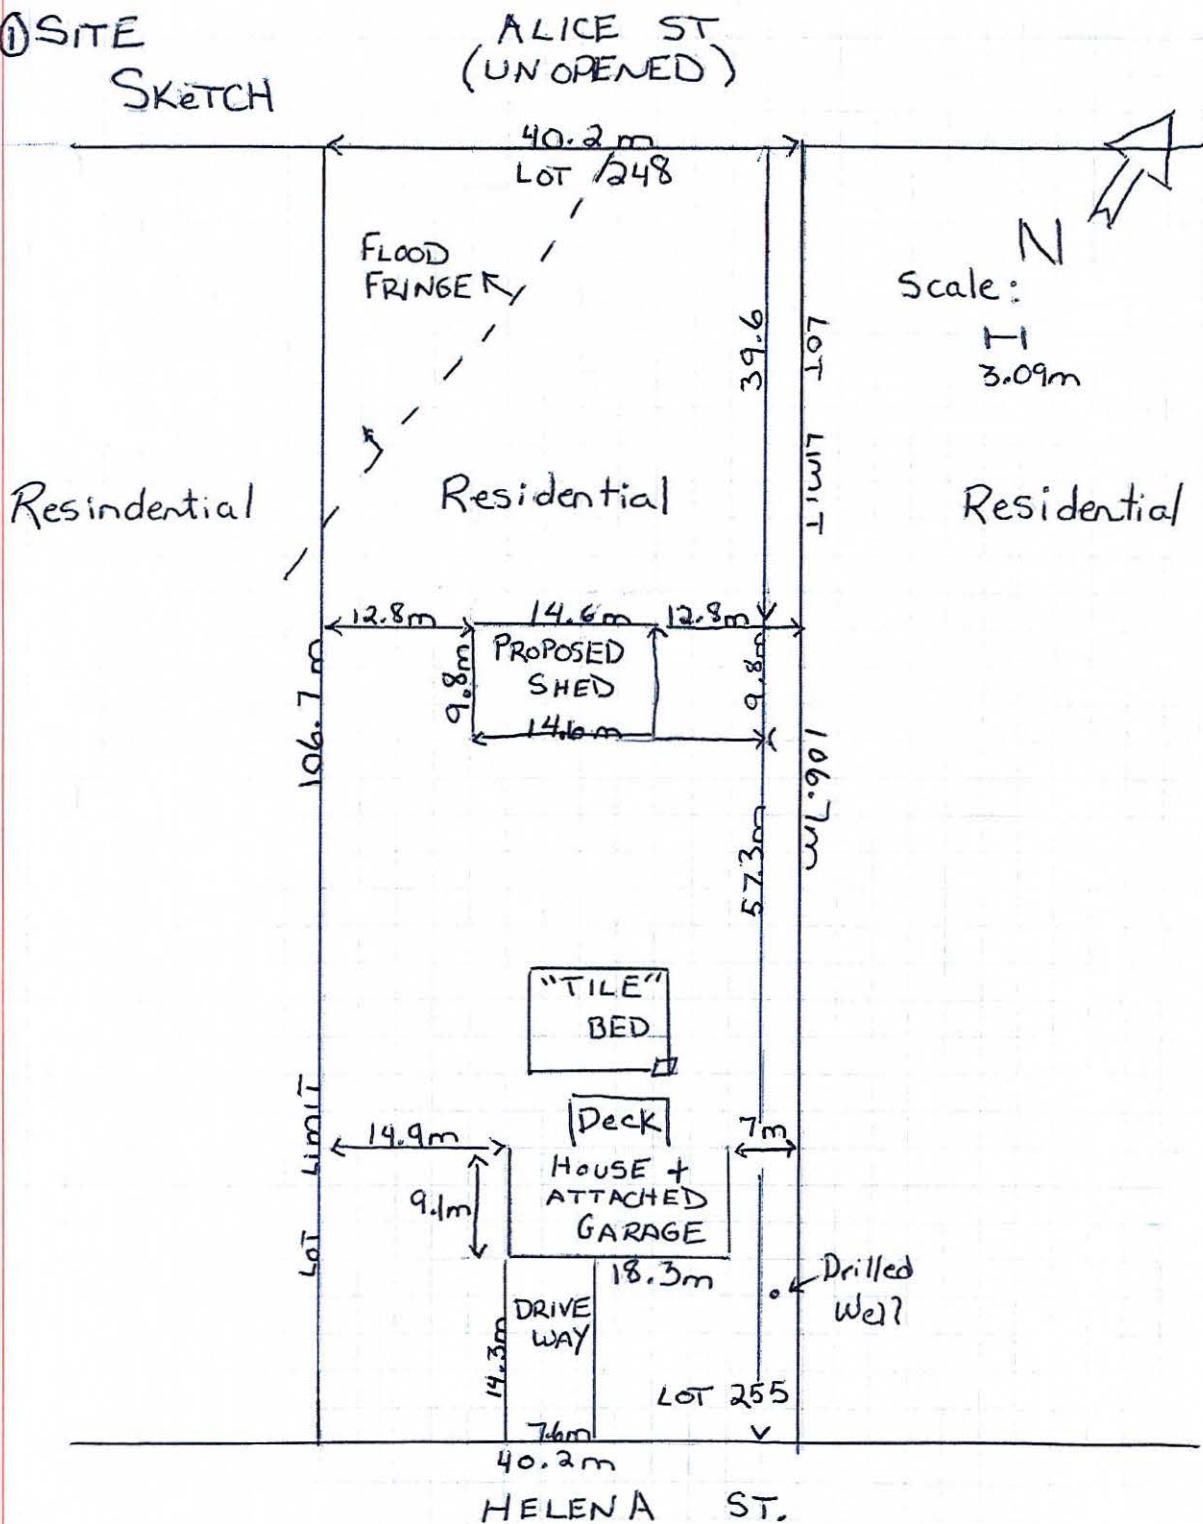 ① SITE
SKETCH
ALICE ST
(UNOPENED)
40.2 m
LOT 248
FLOOD
FRINGE
N
Scale:
3.09m
39.6
LOT LIMIT
Resindential
Residential
Residential
12.8m
14.6m
12.8m
PROPOSED
SHED
9.8m
9.8m
14.6m
106.7 m
106.7m
57.3m
"TILE"
BED
Deck
LOT LIMIT
14.9m
7m
HOUSE +
ATTACHED
GARAGE
9.1m
18.3m
Drilled
Well
DRIVE
WAY
14.3m
LOT 255
7.6m
40.2m
HELENA ST.